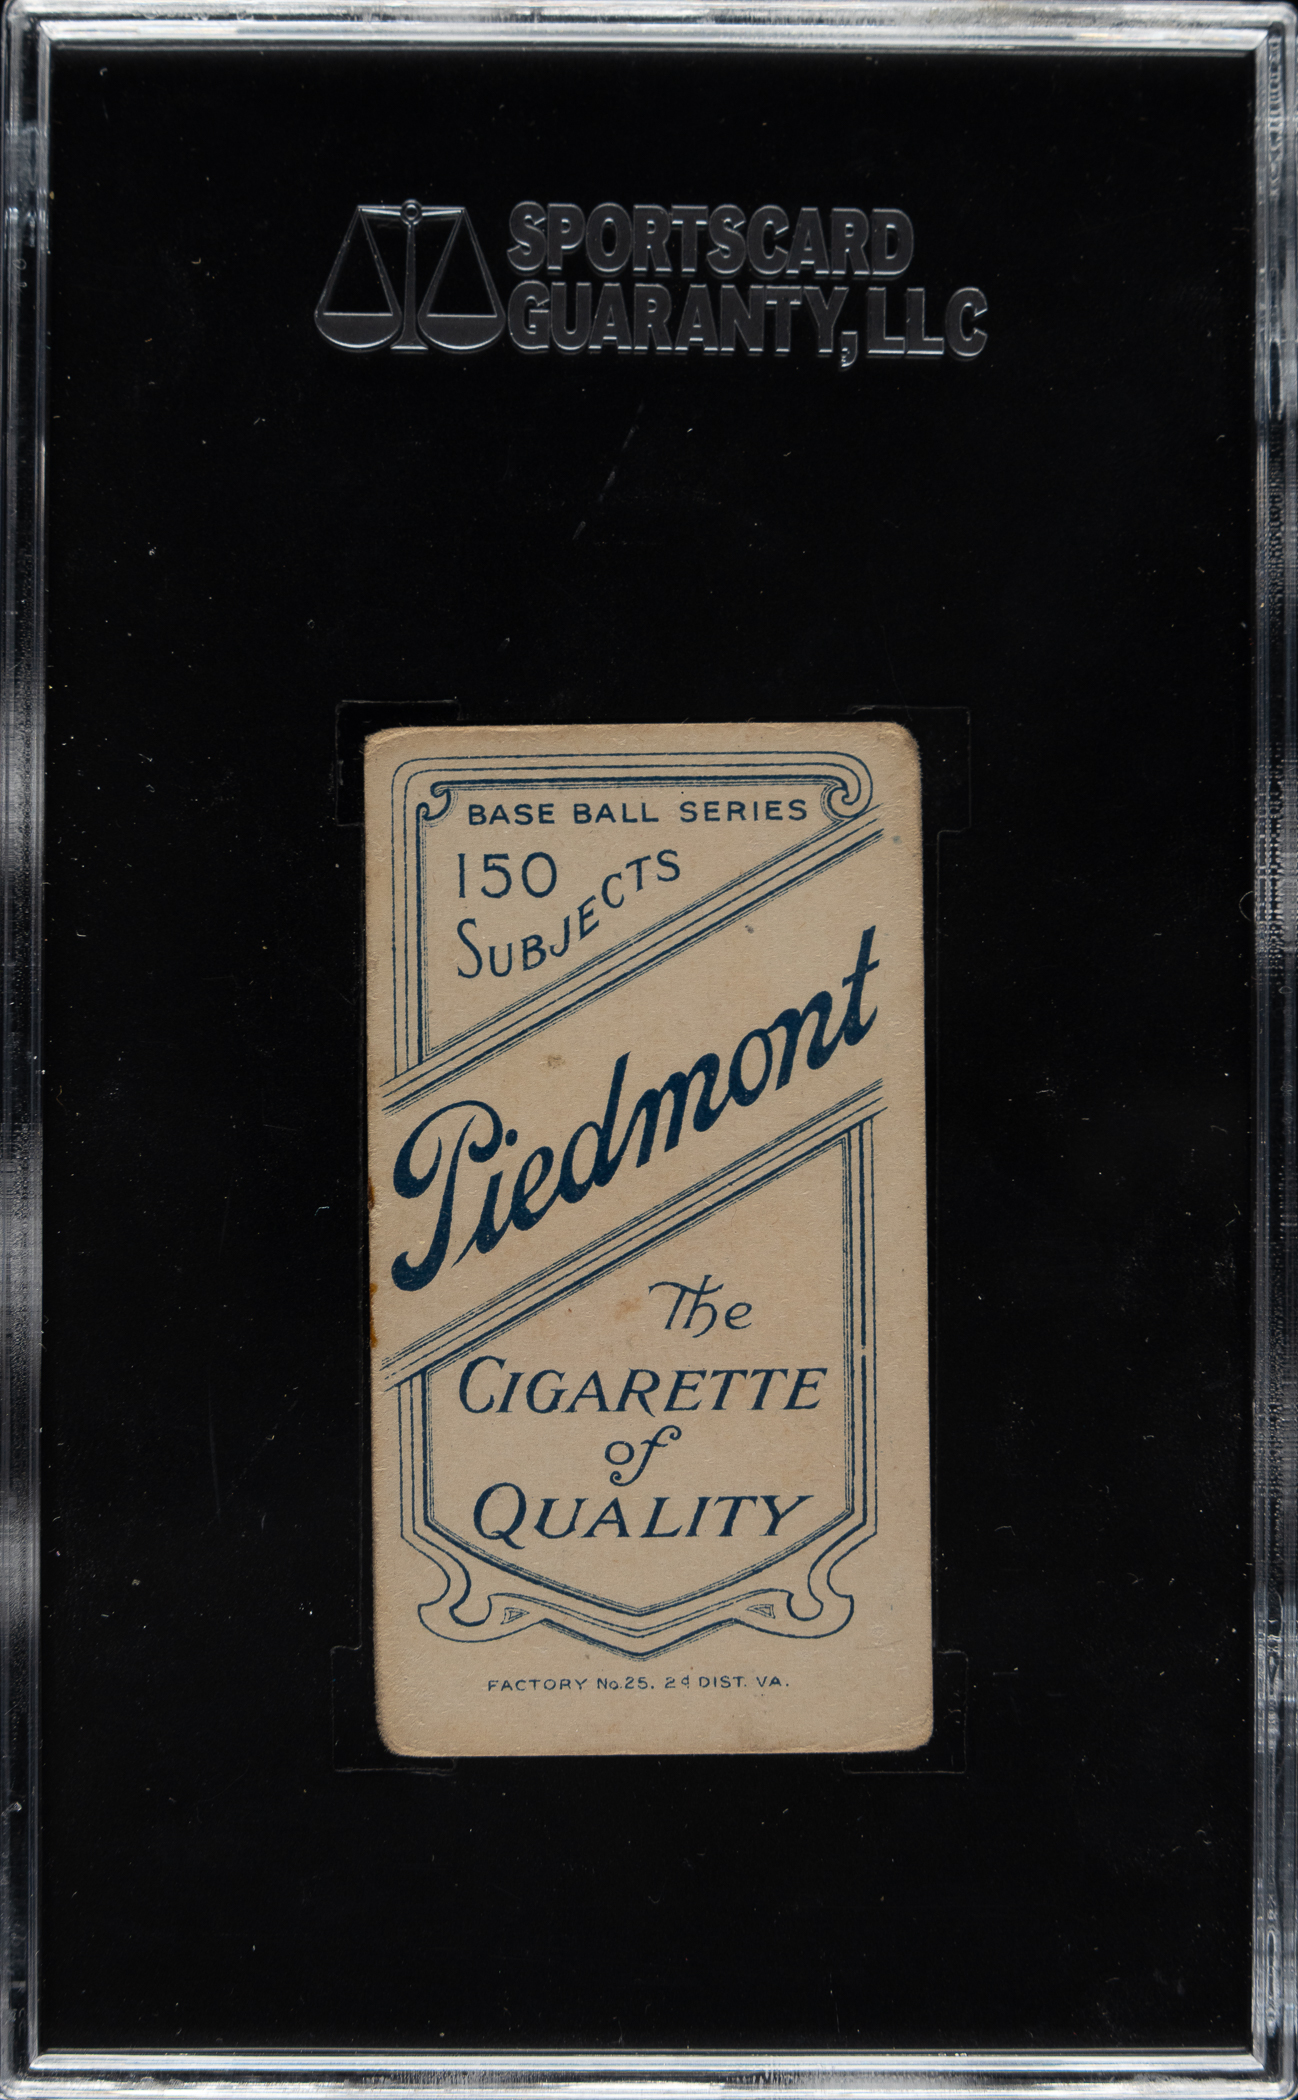 SPORTSCARD
GUARANTY, LLC
BASE BALL SERIES
150
SUBJECTS
Piedmont
The
CIGARETTE
of
QUALITY
FACTORY No. 25. 2d DIST. VA.